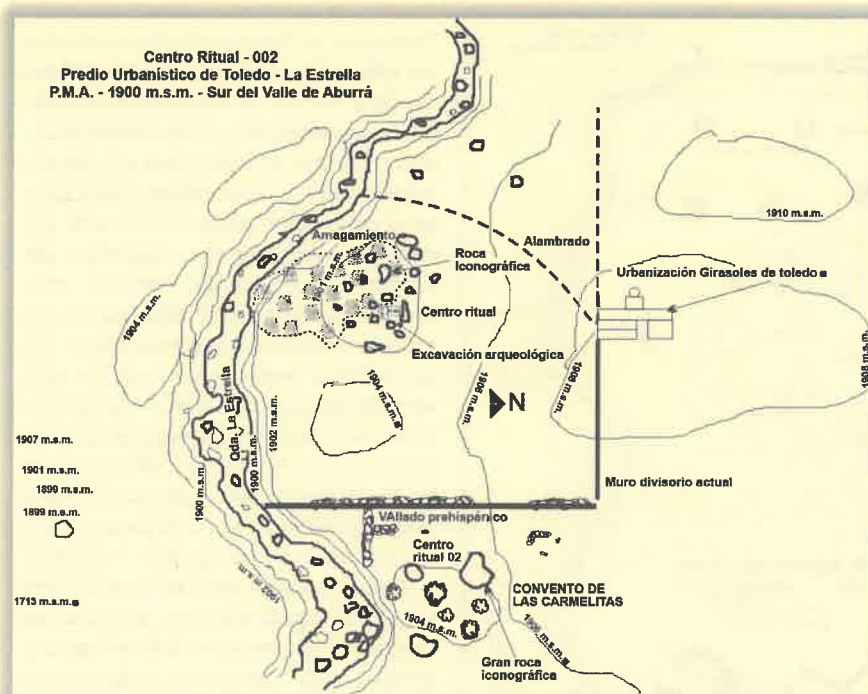 Centro Ritual - 002
Predio Urbanístico de Toledo - La Estrella
P.M.A. - 1900 m.s.m. - Sur del Valle de Aburrá
1910 m.s.m.
Amagamiento
Alambrado
Roca
Iconográfica
Urbanización Girasoles de toledo
Centro ritual
1904 m.s.m.
Excavación arqueológica
1908 m.s.m.
1904 m.s.m.
1906 m.s.m.
N
Qda. La Estrella
1902 m.s.m.
1900 m.s.m.
1900 m.s.m.
1907 m.s.m.
1901 m.s.m.
1899 m.s.m.
1899 m.s.m.
Muro divisorio actual
VAllado prehispánico
Centro
ritual 02
1902 m.s.m
CONVENTO DE
LAS CARMELITAS
1713 m.s.m.
1904 m.s.m.
m.s.m.
Gran roca
iconográfica